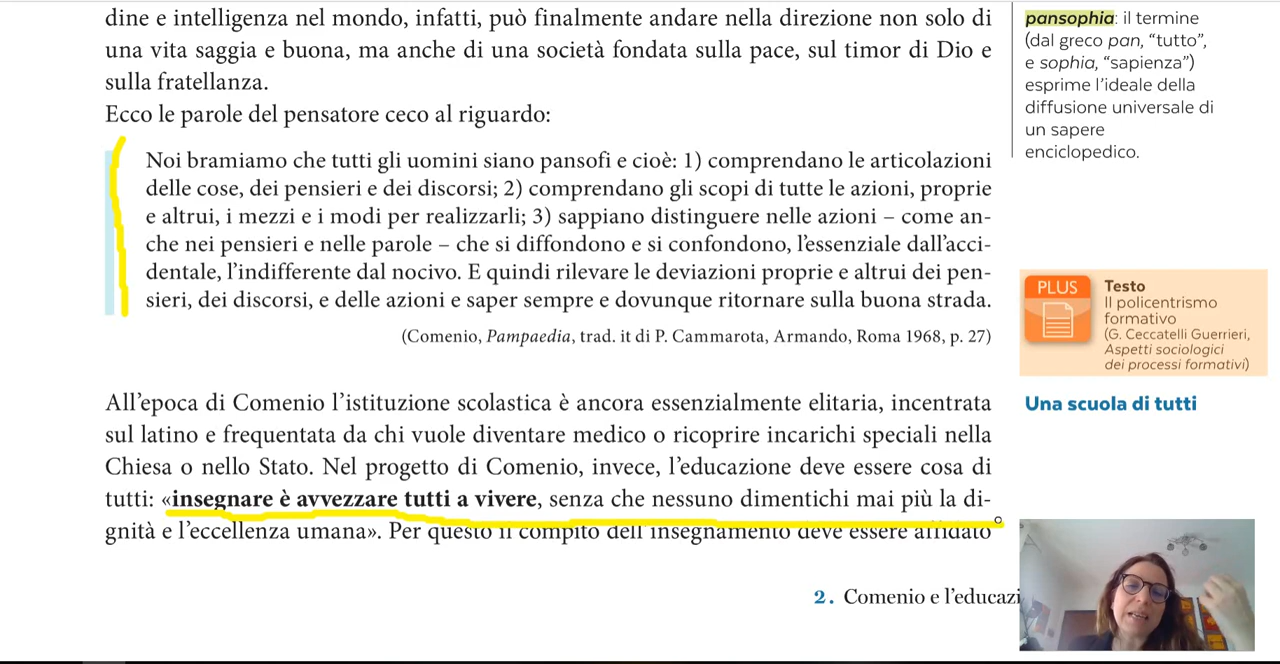 dine e intelligenza nel mondo, infatti, può finalmente andare nella direzione non solo di
una vita saggia e buona, ma anche di una società fondata sulla pace, sul timor di Dio e
sulla fratellanza.
Ecco le parole del pensatore ceco al riguardo:
Noi bramiamo che tutti gli uomini siano pansofi e cioè: 1) comprendano le articolazioni
delle cose, dei pensieri e dei discorsi; 2) comprendano gli scopi di tutte le azioni, proprie
e altrui, i mezzi e i modi per realizzarli; 3) sappiano distinguere nelle azioni – come an-
che nei pensieri e nelle parole – che si diffondono e si confondono, l'essenziale dall'acci-
dentale, l'indifferente dal nocivo. E quindi rilevare le deviazioni proprie e altrui dei pen-
sieri, dei discorsi, e delle azioni e saper sempre e dovunque ritornare sulla buona strada.
(Comenio, Pampaedia, trad. it di P. Cammarota, Armando, Roma 1968, p. 27)
All'epoca di Comenio l'istituzione scolastica è ancora essenzialmente elitaria, incentrata
sul latino e frequentata da chi vuole diventare medico o ricoprire incarichi speciali nella
Chiesa o nello Stato. Nel progetto di Comenio, invece, l'educazione deve essere cosa di
tutti: «insegnare è avvezzare tutti a vivere, senza che nessuno dimentichi mai più la di-
gnità e l'eccellenza umana». Per questo il compito dell'insegnamento deve essere affidato
2. Comenio e l'educazi
pansophia: il termine
(dal greco pan, "tutto",
e sophia, "sapienza")
esprime l'ideale della
diffusione universale di
un sapere
enciclopedico.
PLUS
Testo
Il policentrismo
formativo
(G. Ceccatelli Guerrieri,
Aspetti sociologici
dei processi formativi)
Una scuola di tutti